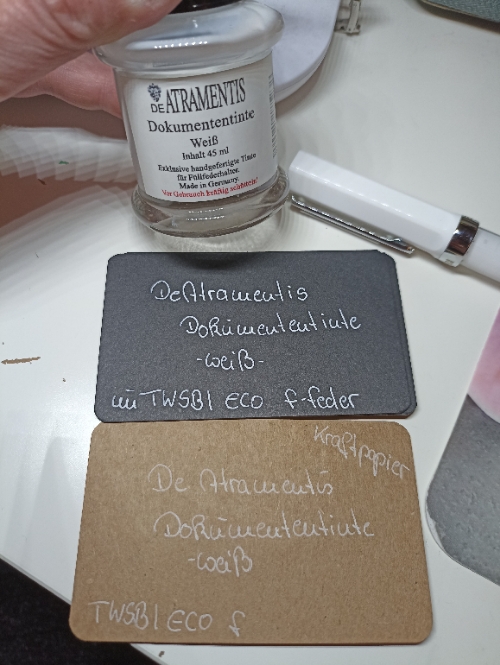 DE ATRAMENTIS
Dokumententinte
Weiß
Inhalt 45 ml
Exklusive handgefertigte Tinte
für Füllfederhalter.
Made in Germany.
Vor Gebrauch kräftig schütteln!
DeAtramentis
Dokumententinte
-weiß-
im TWSBI ECO f-feder
Kraftpapier
De Atramentis
Dokumententinte
-weiß
TWSBI ECO f